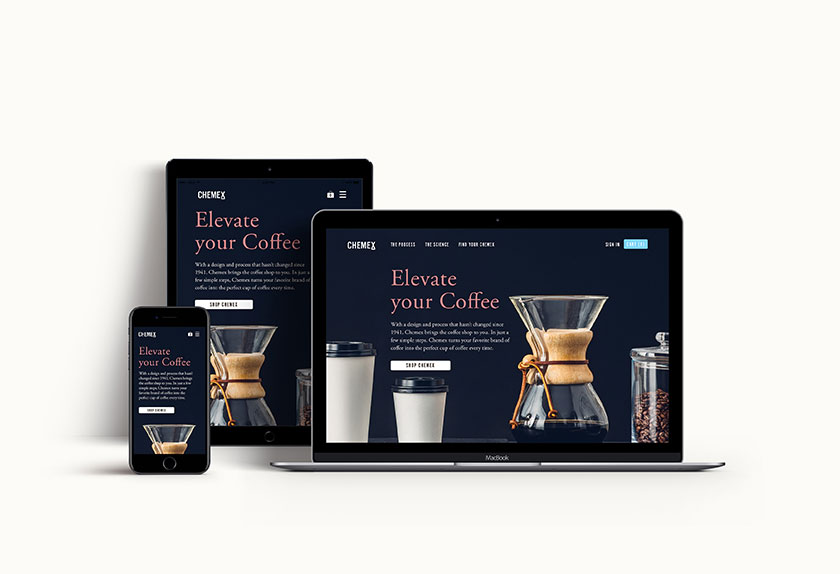 CHEMEX
Elevate
your Coffee
With a design and process that hasn't changed since
1941, Chemex brings the coffee shop to you. In just a
few simple steps, Chemex turns your favorite brand of
coffee into the perfect cup of coffee every time.
SHOP CHEMEX
CHEMEX THE PROCESS THE SCIENCE FIND YOUR CHEMEX SIGN IN
Elevate
your Coffee
With a design and process that hasn't changed since
1941, Chemex brings the coffee shop to you. In just a
few simple steps, Chemex turns your favorite brand of
coffee into the perfect cup of coffee every time.
SHOP CHEMEX
MacBook
CHEMEX
Elevate
your Coffee
With a design and process that hasn't
changed since 1941, Chemex brings
the coffee shop to you. In just a few
simple steps, Chemex turns your
favorite brand of coffee into the
perfect cup of coffee every time.
SHOP CHEMEX